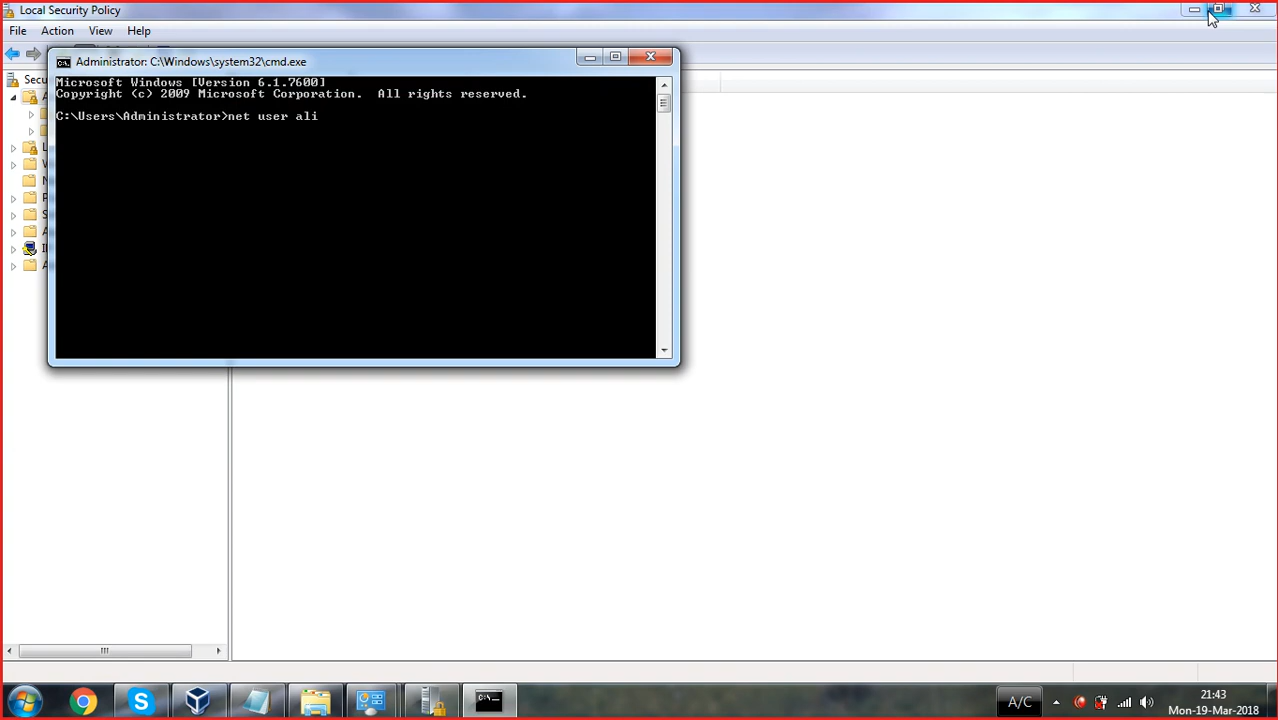 Local Security Policy
File Action View Help
Administrator: C:\Windows\system32\cmd.exe
Microsoft Windows [Version 6.1.7600]
Copyright (c) 2009 Microsoft Corporation. All rights reserved.
C:\Users\Administrator>net user ali
Secu
A
L
W
N
P
S
A
A
A/C
21:43
Mon-19-Mar-2018